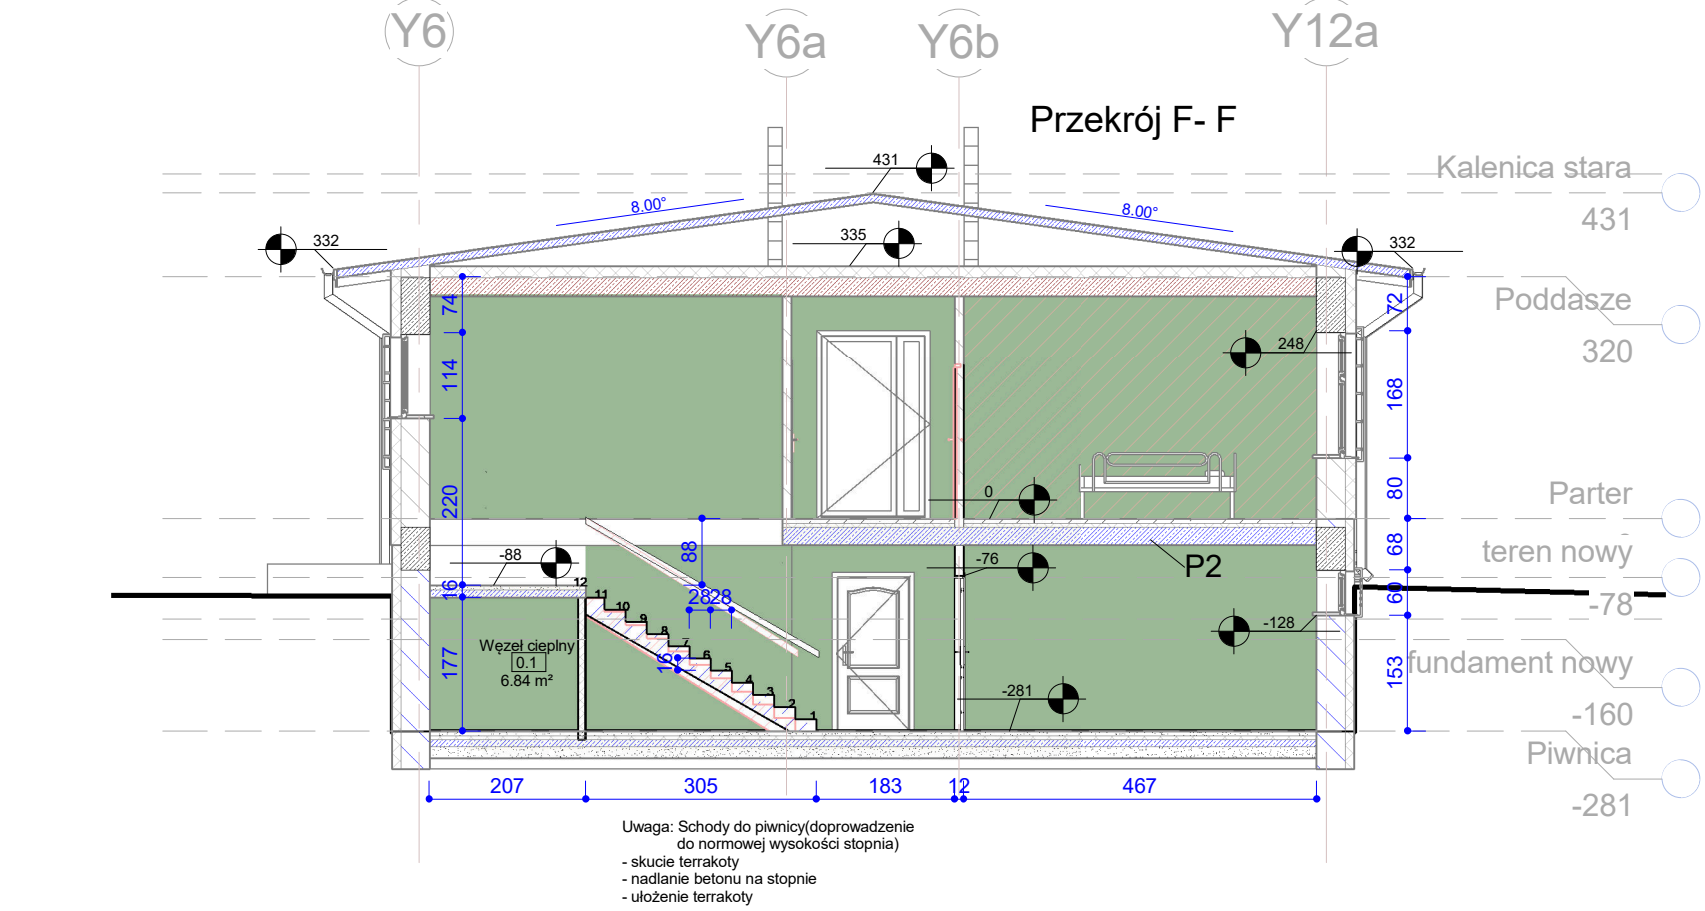 Y6
Y6a
Y6b
Y12a
Przekrój F- F
431
Kalenica stara
431
8.00°
8.00°
332
335
332
74
72
Poddasze
320
248
114
168
220
0
80
Parter
88
-88
-76
P2
68
teren nowy
-78
16
12
11
10
9
8
7
6
5
4
3
2
1
2828
60
-128
Węzeł cieplny
0.1
6.84 m²
16
177
153
fundament nowy
-160
-281
Piwnica
-281
207
305
183
12
467
Uwaga: Schody do piwnicy(doprowadzenie
do normowej wysokości stopnia)
- skucie terrakoty
- nadlanie betonu na stopnie
- ułożenie terrakoty